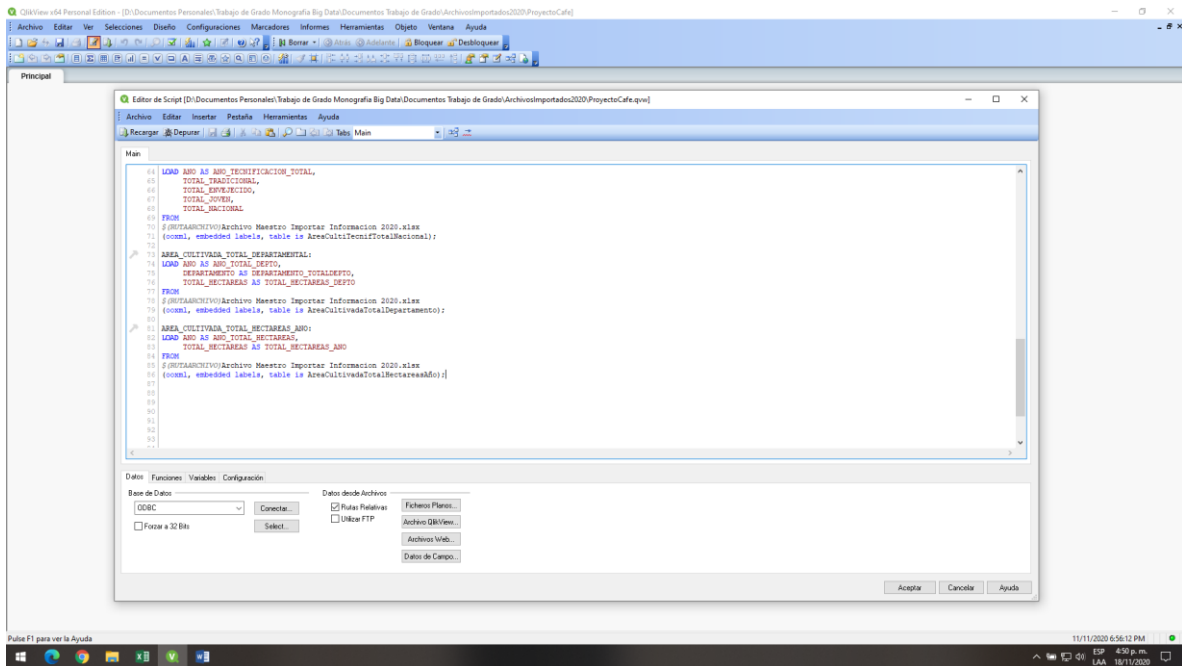 QlikView x64 Personal Edition - [D:\Documentos Personales\Trabajo de Grado Monografia Big Data\Documentos Trabajo de Grado\ArchivosImportados2020\ProyectoCafe]
Archivo Editar Ver Selecciones Diseño Configuraciones Marcadores Informes Herramientas Objeto Ventana Ayuda
Borrar Atrás Adelante Bloquear Desbloquear
Principal
Editor de Script [D:\Documentos Personales\Trabajo de Grado Monografia Big Data\Documentos Trabajo de Grado\ArchivosImportados2020\ProyectoCafe.qvw]
Archivo Editar Insertar Pestaña Herramientas Ayuda
Recargar Depurar Tabs Main
Main
64 LOAD ANO AS ANO_TECNIFICACION_TOTAL,
65 TOTAL_TRADICIONAL,
66 TOTAL_ENVEJECIDO,
67 TOTAL_JOVEN,
68 TOTAL_NACIONAL
69 FROM
70 $(RUTAARCHIVO)Archivo Maestro Importar Informacion 2020.xlsx
71 (ooxml, embedded labels, table is AreaCultiTecnifTotalNacional);
72
73 AREA_CULTIVADA_TOTAL_DEPARTAMENTAL:
74 LOAD ANO AS ANO_TOTAL_DEPTO,
75 DEPARTAMENTO AS DEPARTAMENTO_TOTALDEPTO,
76 TOTAL_HECTAREAS AS TOTAL_HECTAREAS_DEPTO
77 FROM
78 $(RUTAARCHIVO)Archivo Maestro Importar Informacion 2020.xlsx
79 (ooxml, embedded labels, table is AreaCultivadaTotalDepartamento);
80
81 AREA_CULTIVADA_TOTAL_HECTAREAS_ANO:
82 LOAD ANO AS ANO_TOTAL_HECTAREAS,
83 TOTAL_HECTAREAS AS TOTAL_HECTAREAS_ANO
84 FROM
85 $(RUTAARCHIVO)Archivo Maestro Importar Informacion 2020.xlsx
86 (ooxml, embedded labels, table is AreaCultivadaTotalHectareasAño);
87
88
89
90
91
92
93
Datos Funciones Variables Configuración
Base de Datos Datos desde Archivos
ODBC Conectar... Rutas Relativas Ficheros Planos...
Forzar a 32 Bits Select... Utilizar FTP Archivo QlikView...
Archivos Web...
Datos de Campo...
Aceptar Cancelar Ayuda
Pulse F1 para ver la Ayuda 11/11/2020 6:56:12 PM
ESP 4:50 p. m.
LAA 18/11/2020